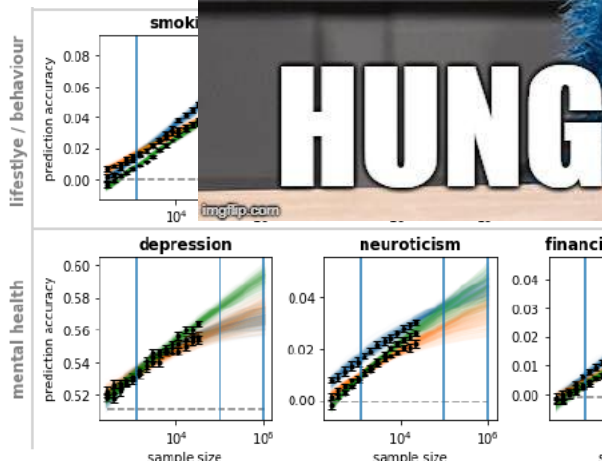 smoki
HUNG
imgflip.com
lifestlye / behaviour
prediction accuracy
0.08
0.06
0.04
0.02
0.00
10⁴
depression
neuroticism
financi
mental health
prediction accuracy
0.60
0.58
0.56
0.54
0.52
10⁴
10⁶
sample size
0.04
0.02
0.00
10⁴
10⁶
sample size
0.04
0.03
0.02
0.01
0.00